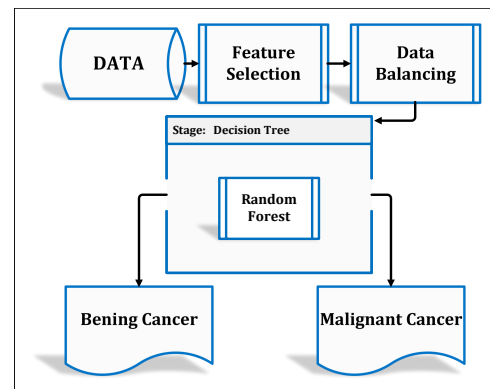 DATA
Feature
Selection
Data
Balancing
Stage: Decision Tree
Random
Forest
Bening Cancer
Malignant Cancer